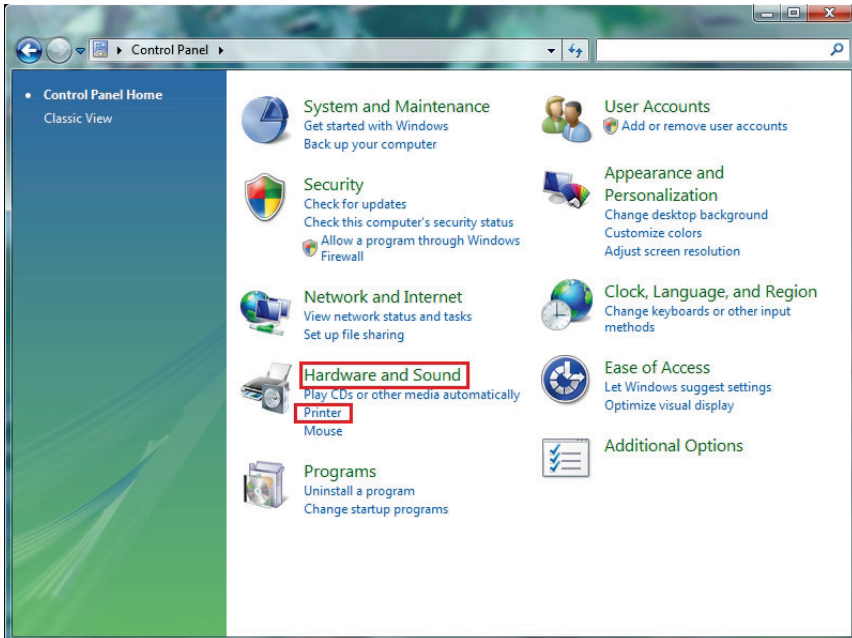 Control Panel
Control Panel Home
Classic View
System and Maintenance
Get started with Windows
Back up your computer
Security
Check for updates
Check this computer's security status
Allow a program through Windows
Firewall
Network and Internet
View network status and tasks
Set up file sharing
Hardware and Sound
Play CDs or other media automatically
Printer
Mouse
Programs
Uninstall a program
Change startup programs
User Accounts
Add or remove user accounts
Appearance and
Personalization
Change desktop background
Customize colors
Adjust screen resolution
Clock, Language, and Region
Change keyboards or other input
methods
Ease of Access
Let Windows suggest settings
Optimize visual display
Additional Options